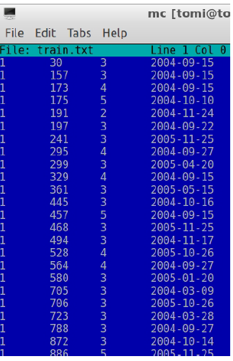 mc [tomi@to
File Edit Tabs Help
File: train.txt Line 1 Col 0
1 30 3 2004-09-15
1 157 3 2004-09-15
1 173 4 2004-09-15
1 175 5 2004-10-10
1 191 2 2004-11-24
1 197 3 2004-09-22
1 241 3 2005-11-25
1 295 4 2004-09-27
1 299 3 2005-04-20
1 329 4 2004-09-15
1 361 3 2005-05-15
1 445 3 2004-10-16
1 457 5 2004-09-15
1 468 3 2005-11-25
1 494 3 2004-11-17
1 528 4 2005-10-26
1 564 4 2004-09-27
1 580 3 2005-01-20
1 705 3 2004-03-09
1 706 3 2005-10-26
1 723 3 2004-03-28
1 788 3 2004-09-27
1 872 3 2004-10-14
1 886 5 2005-11-25